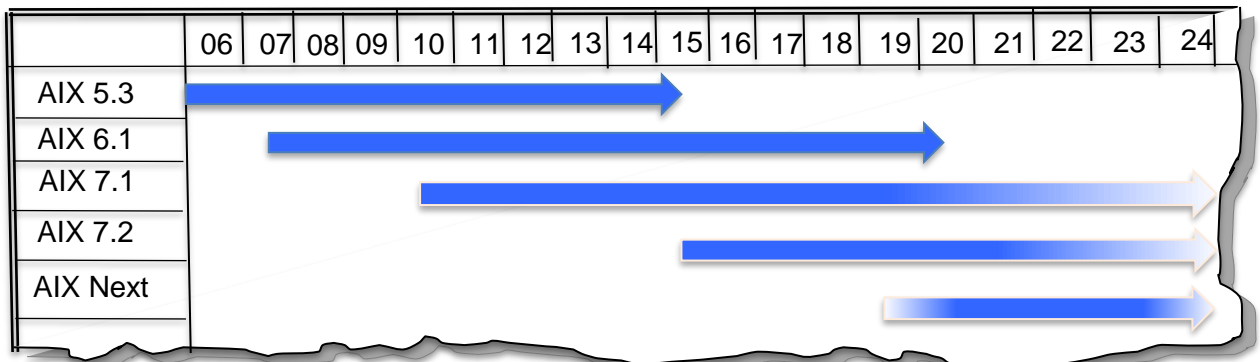 06 07 08 09 10 11 12 13 14 15 16 17 18 19 20 21 22 23 24
AIX 5.3
AIX 6.1
AIX 7.1
AIX 7.2
AIX Next